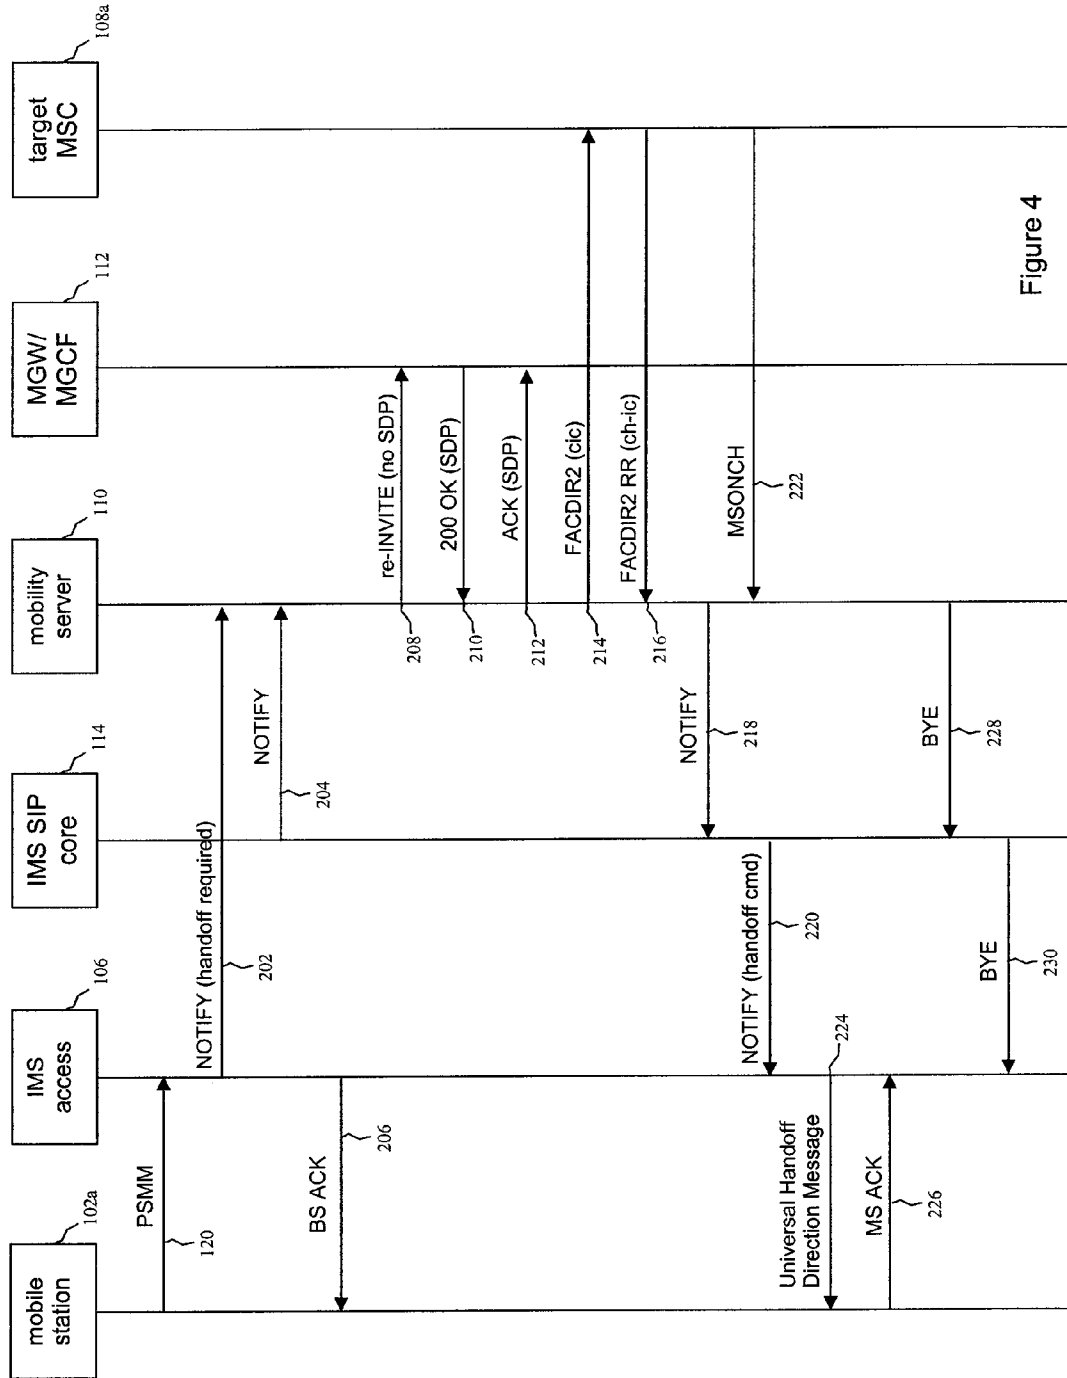 mobile
station
102a
IMS
access
106
IMS SIP
core
114
mobility
server
110
MGW/
MGCF
112
target
MSC
108a
PSMM
120
NOTIFY (handoff required)
202
NOTIFY
204
BS ACK
206
re-INVITE (no SDP)
208
200 OK (SDP)
210
ACK (SDP)
212
FACDIR2 (cic)
214
FACDIR2 RR (ch-ic)
216
NOTIFY
218
MSONCH
222
NOTIFY (handoff cmd)
220
Universal Handoff
Direction Message
224
MS ACK
226
BYE
228
BYE
230
Figure 4